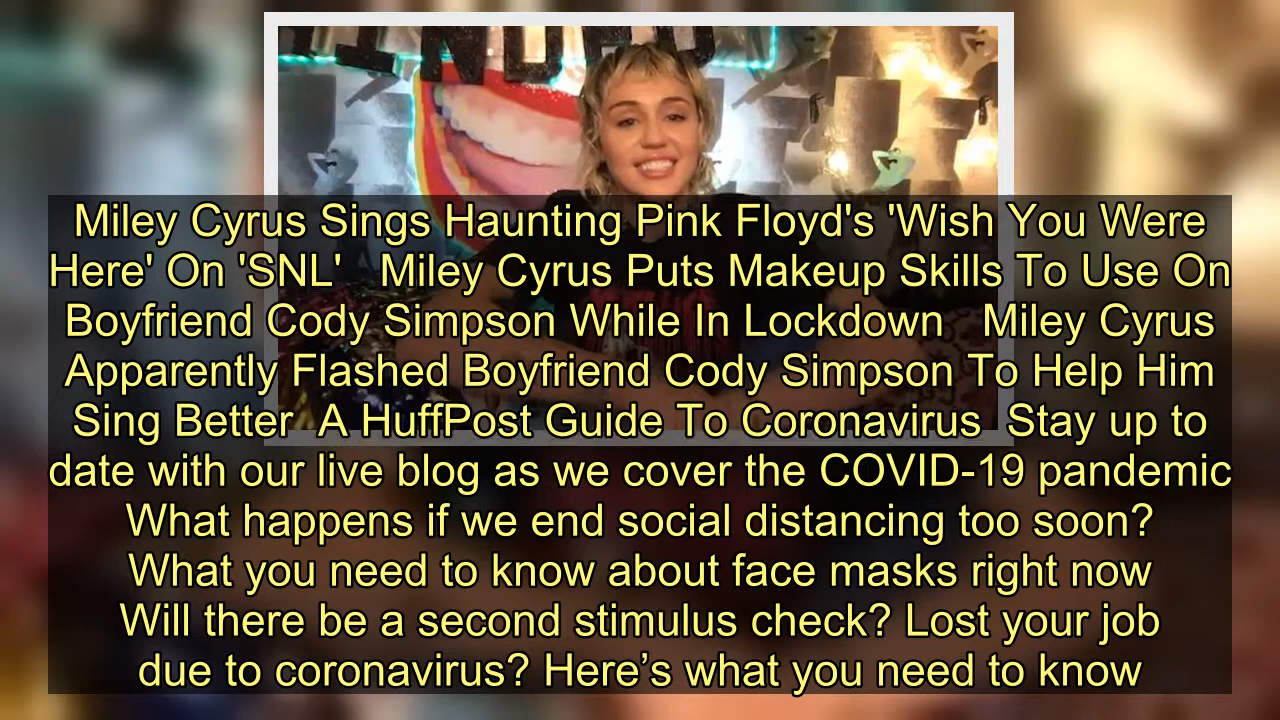 Miley Cyrus Sings Haunting Pink Floyd's 'Wish You Were
Here' On 'SNL'   Miley Cyrus Puts Makeup Skills To Use On
Boyfriend Cody Simpson While In Lockdown   Miley Cyrus
Apparently Flashed Boyfriend Cody Simpson To Help Him
Sing Better  A HuffPost Guide To Coronavirus  Stay up to
date with our live blog as we cover the COVID-19 pandemic
What happens if we end social distancing too soon?
What you need to know about face masks right now
Will there be a second stimulus check? Lost your job
due to coronavirus? Here’s what you need to know